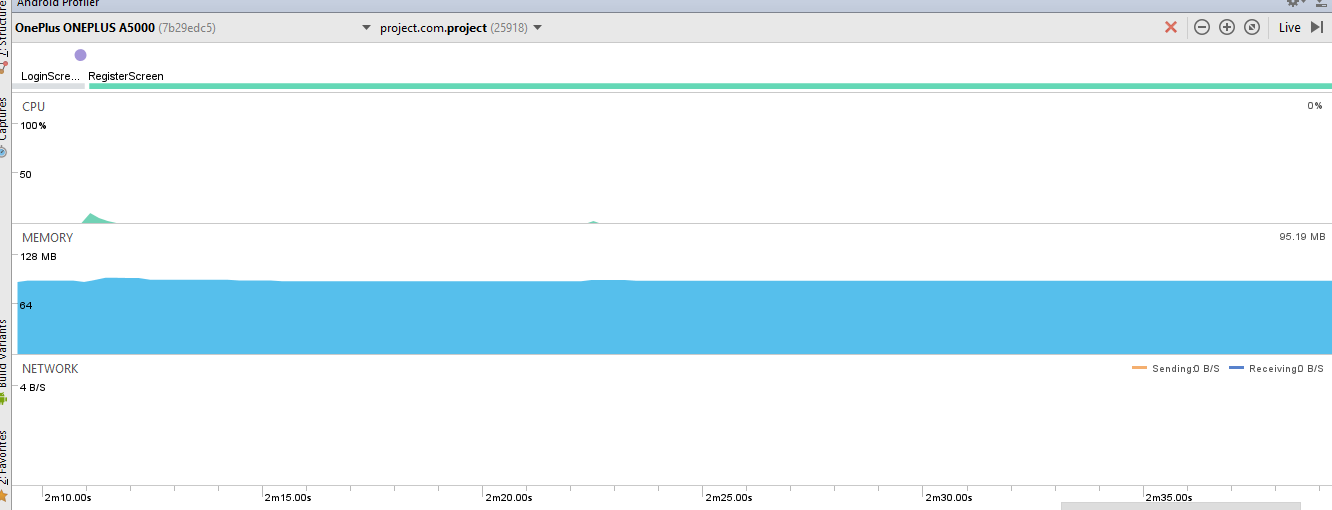 Android Profiler
OnePlus ONEPLUS A5000 (7b29edc5) project.com.project (25918) Live
LoginScre... RegisterScreen
CPU 0%
100%
50
MEMORY 95.19 MB
128 MB
64
NETWORK Sending:0 B/S Receiving:0 B/S
4 B/S
2m10.00s 2m15.00s 2m20.00s 2m25.00s 2m30.00s 2m35.00s
7: Structure
Captures
Build Variants
2: Favorites